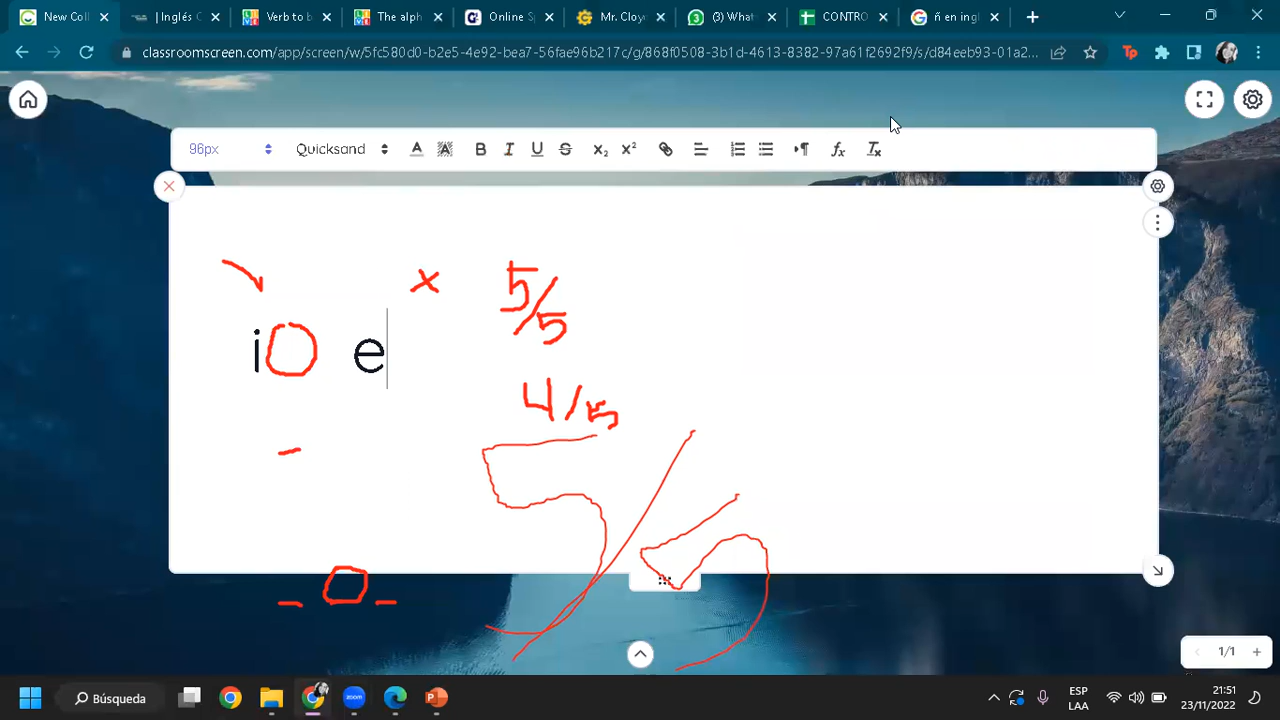 New Coll
| Inglés C
Verb to b
The alph
Online S
Mr. Cloy
(3) What
CONTRO
ñ en ingl
classroomscreen.com/app/screen/w/5fc580d0-b2e5-4e92-bea7-56fae96b217c/g/868f0508-3b1d-4613-8382-97a61f2692f9/s/d84eeb93-01a2...
96px Quicksand
x 5/5
iO e
4/5
-
5/5
- O -
1/1
Búsqueda
ESP
LAA
21:51
23/11/2022